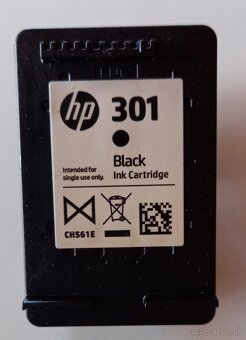 hp 301
Black
Ink Cartridge
Intended for
single use only.
CH561E